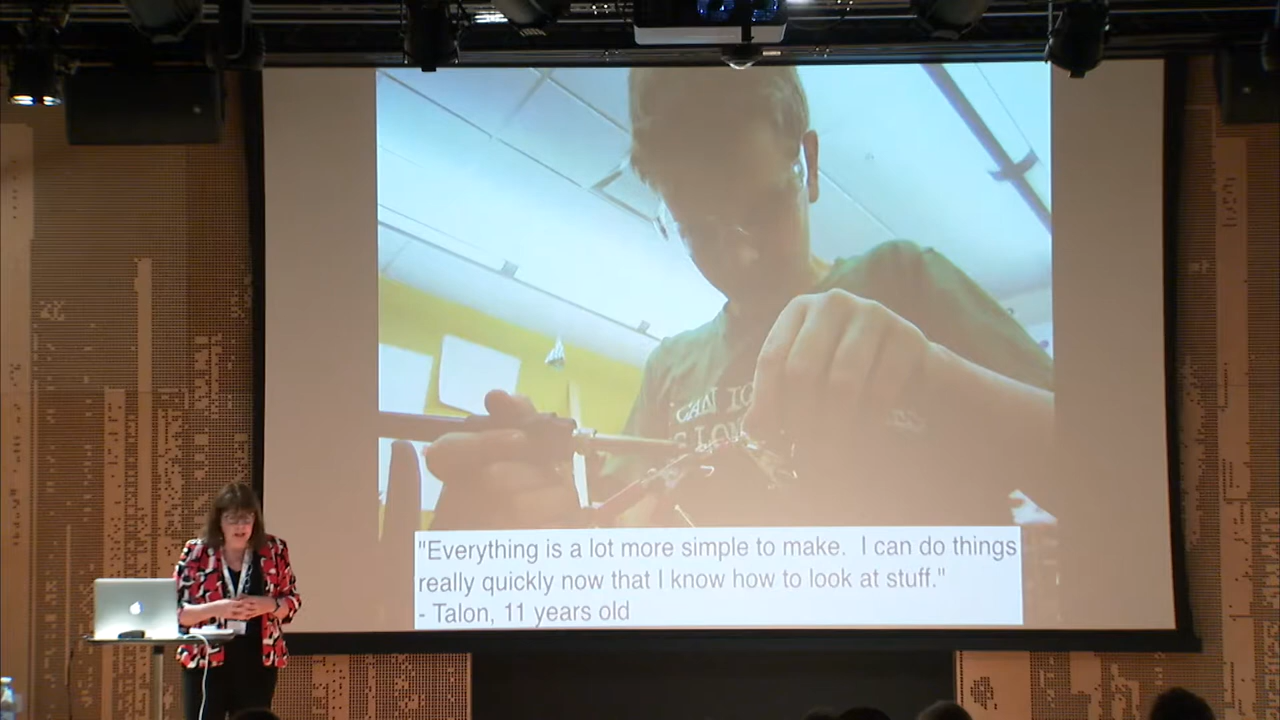 "Everything is a lot more simple to make.  I can do things
really quickly now that I know how to look at stuff."
- Talon, 11 years old